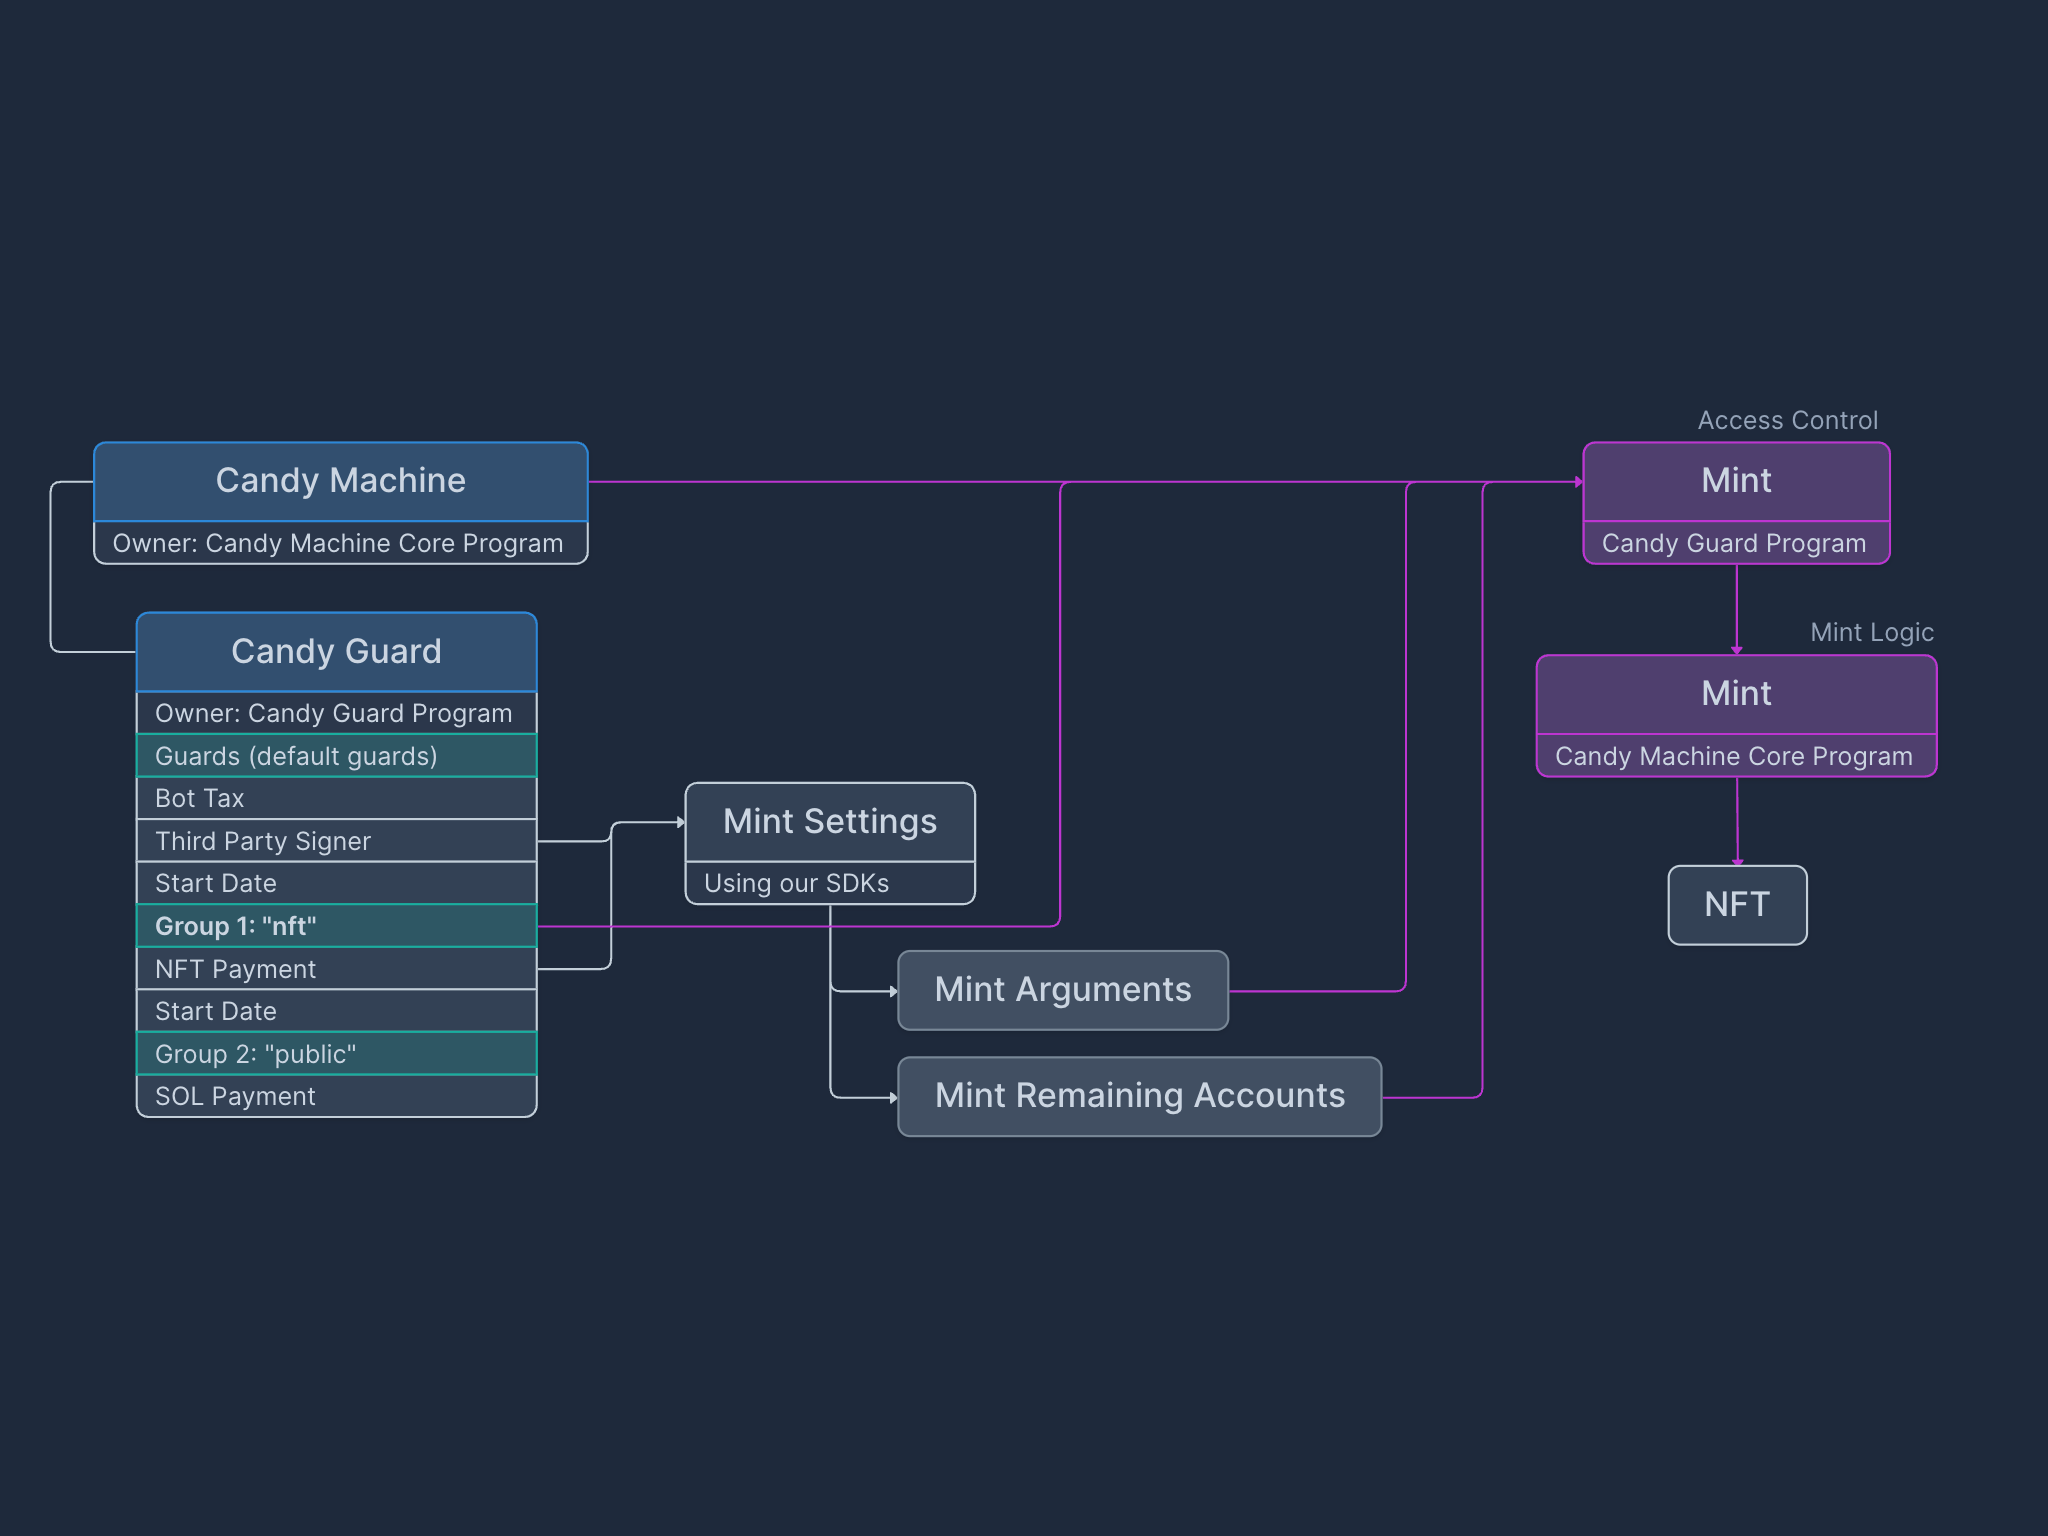 Candy Machine
Owner: Candy Machine Core Program
Candy Guard
Owner: Candy Guard Program
Guards (default guards)
Bot Tax
Third Party Signer
Start Date
Group 1: "nft"
NFT Payment
Start Date
Group 2: "public"
SOL Payment
Mint Settings
Using our SDKs
Mint Arguments
Mint Remaining Accounts
Access Control
Mint
Candy Guard Program
Mint Logic
Mint
Candy Machine Core Program
NFT